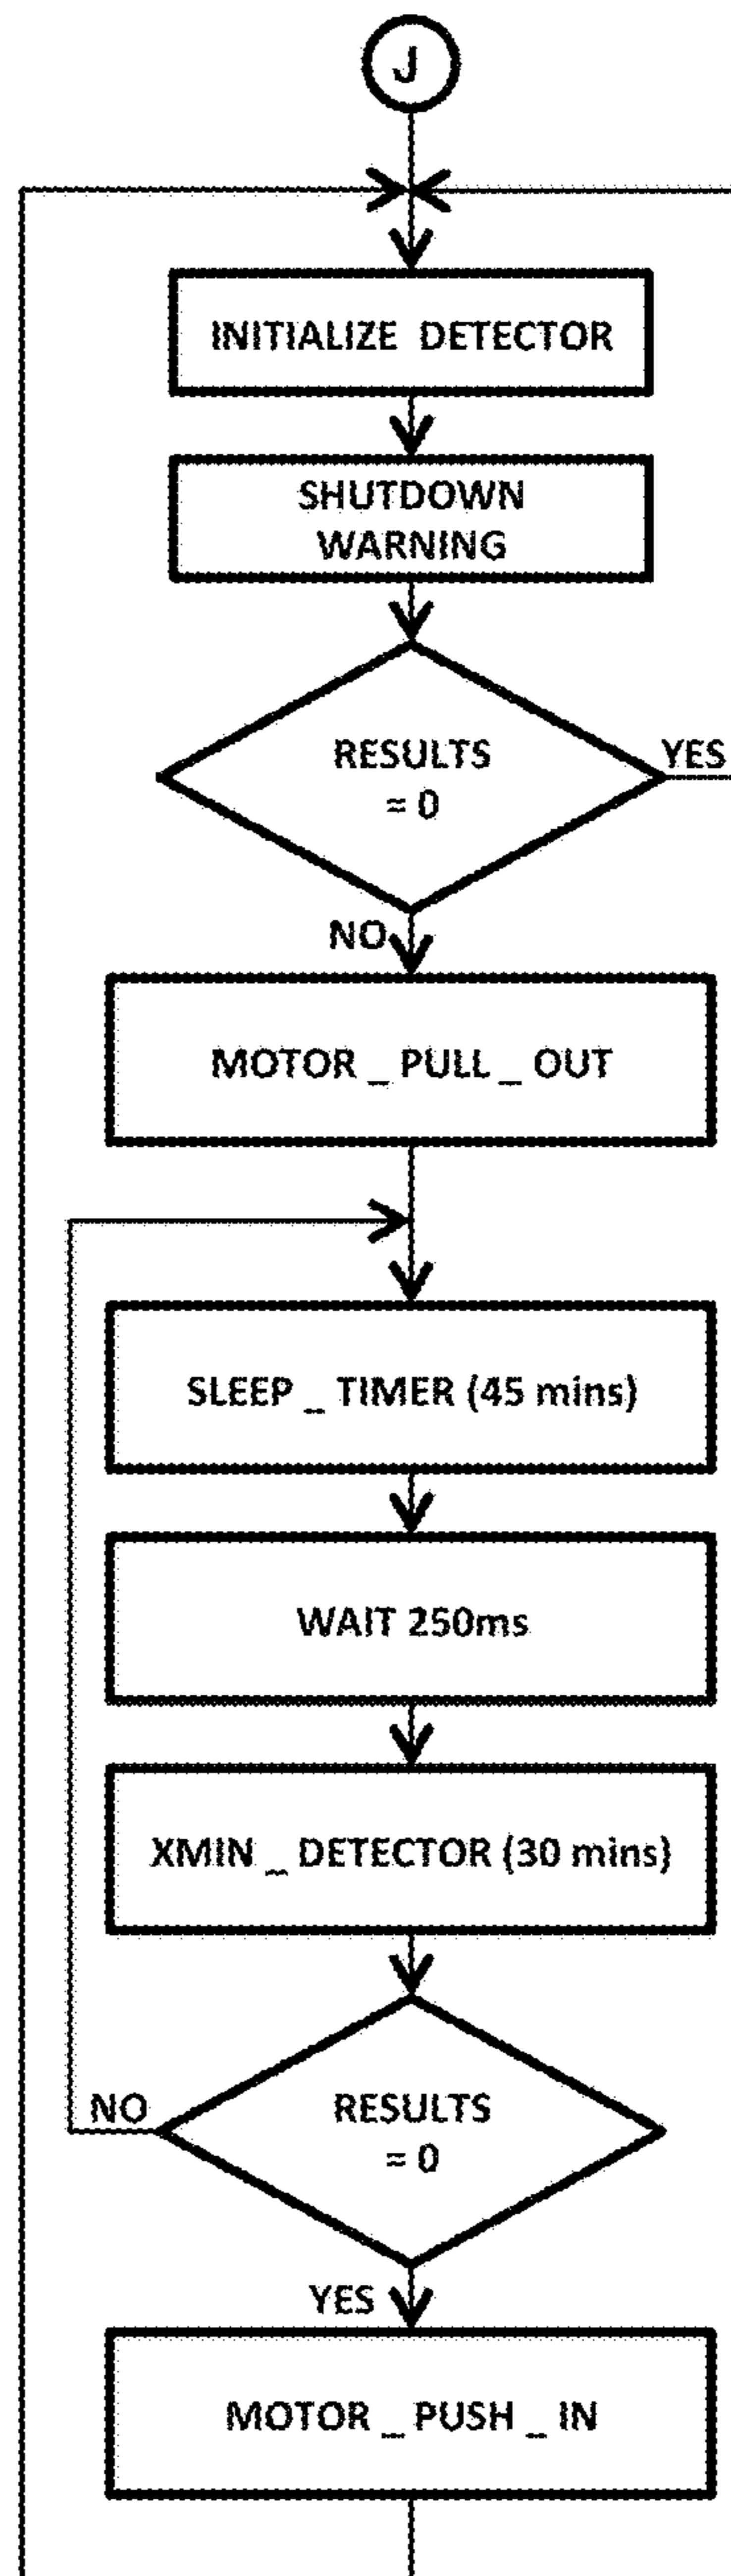 J
INITIALIZE DETECTOR
SHUTDOWN
WARNING
RESULTS
= 0
YES
NO
MOTOR _ PULL _ OUT
SLEEP _ TIMER (45 mins)
WAIT 250ms
XMIN _ DETECTOR (30 mins)
RESULTS
= 0
NO
YES
MOTOR _ PUSH _ IN